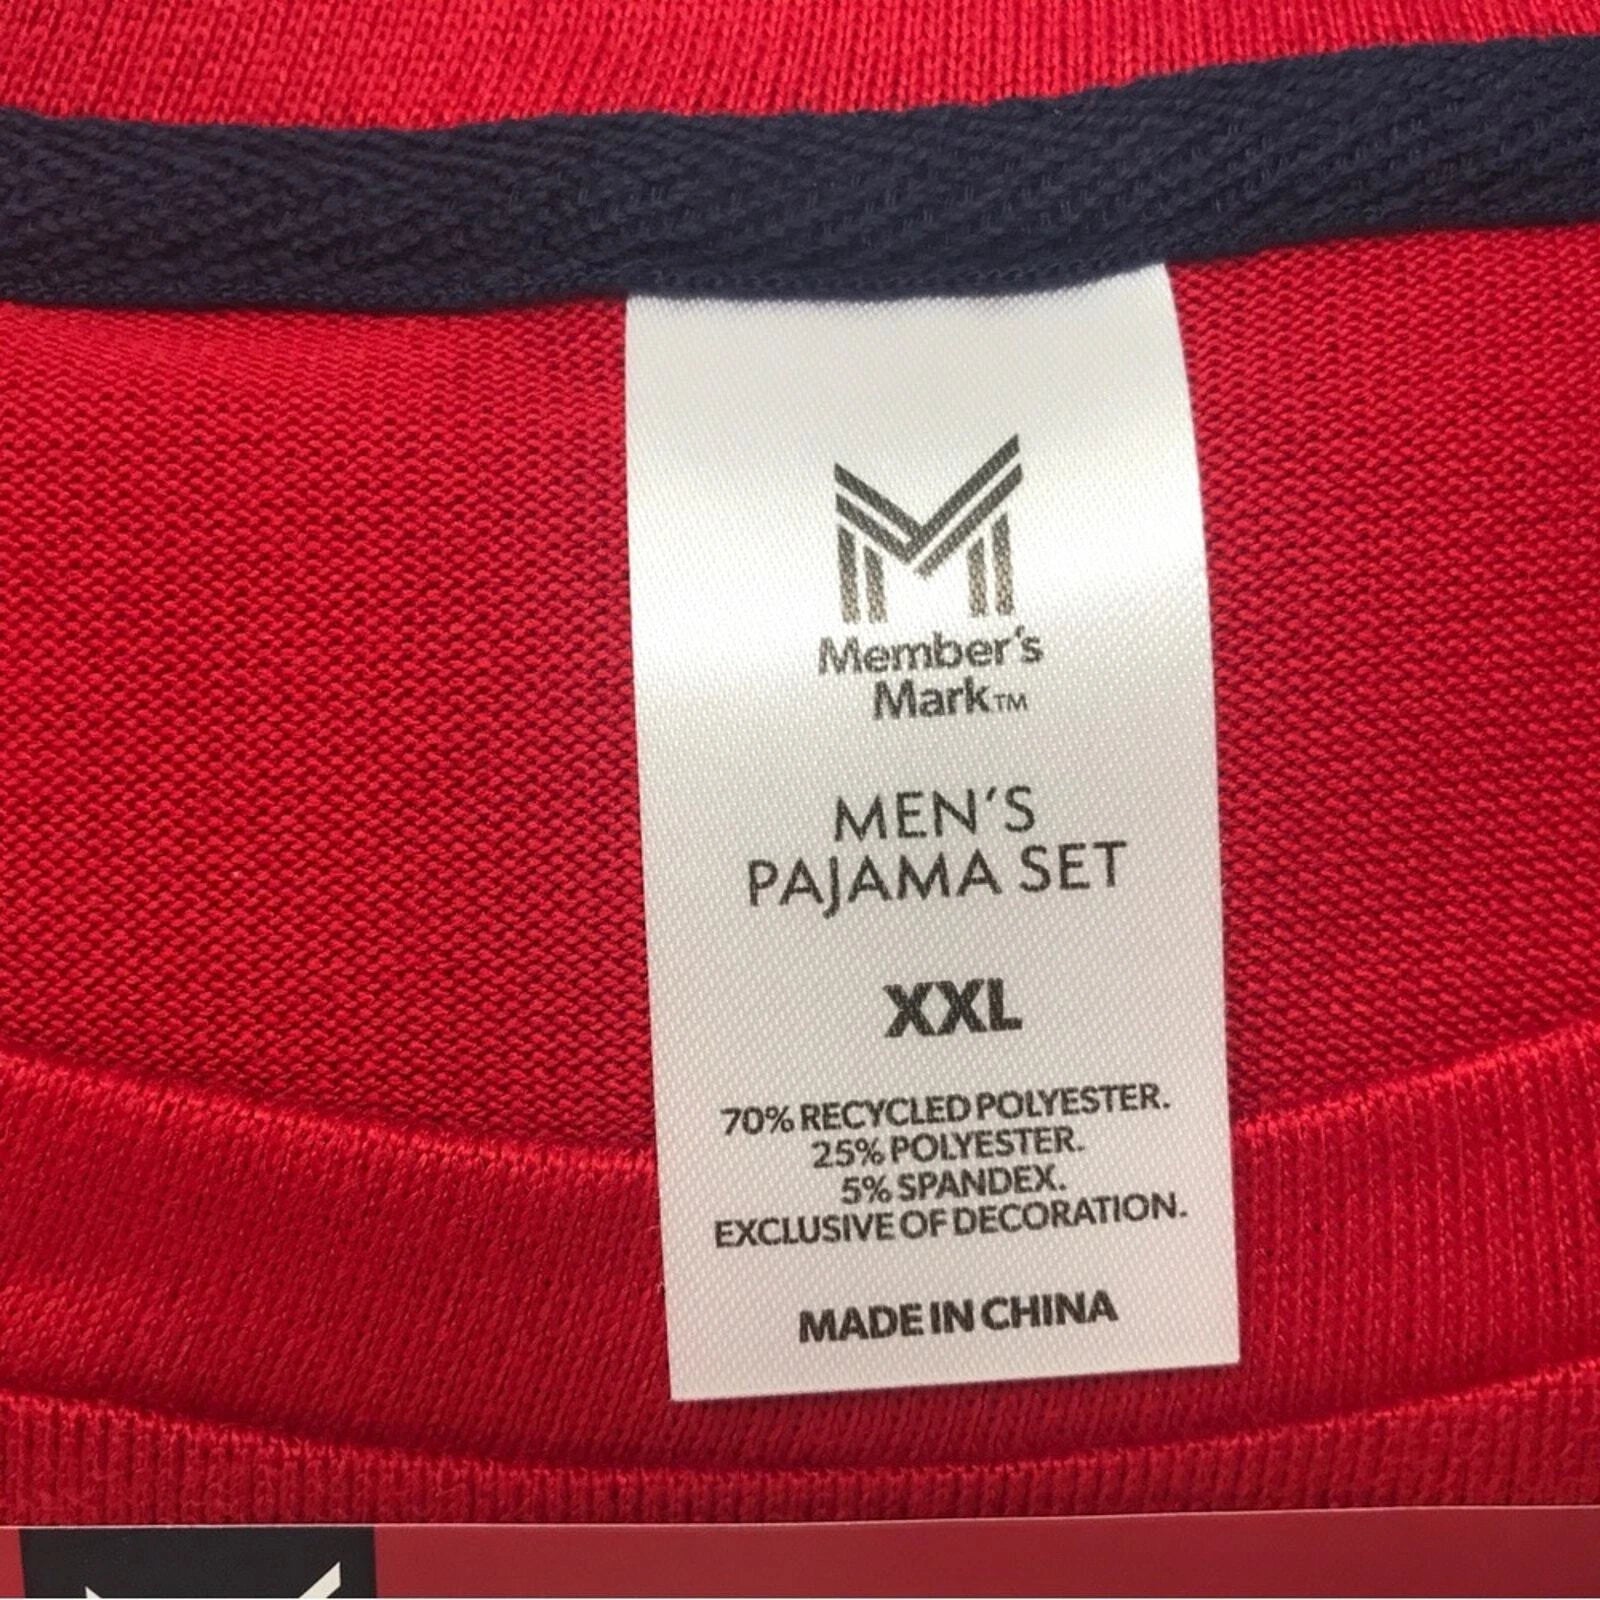 Member's
Mark™
MEN'S
PAJAMA SET
XXL
70% RECYCLED POLYESTER.
25% POLYESTER.
5% SPANDEX.
EXCLUSIVE OF DECORATION.
MADE IN CHINA